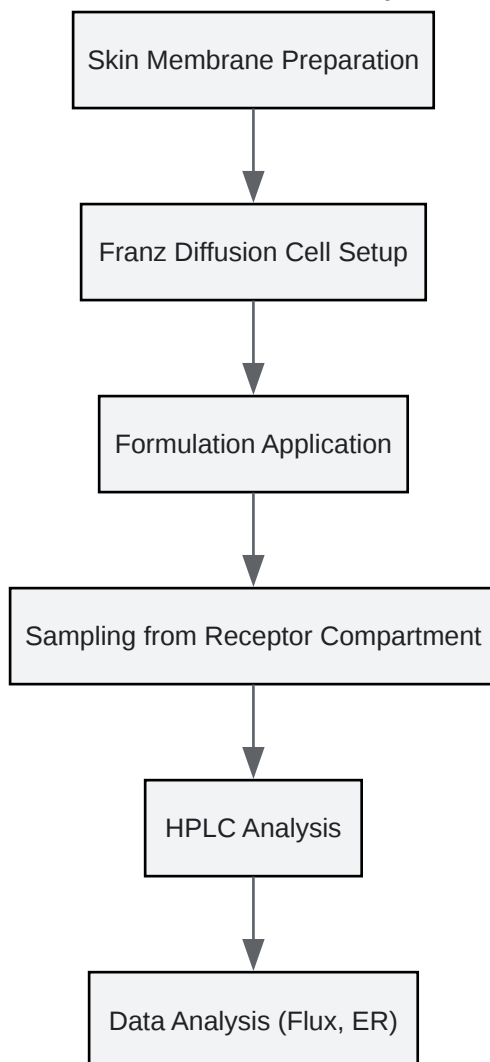 Skin Membrane Preparation
Franz Diffusion Cell Setup
Formulation Application
Sampling from Receptor Compartment
HPLC Analysis
Data Analysis (Flux, ER)